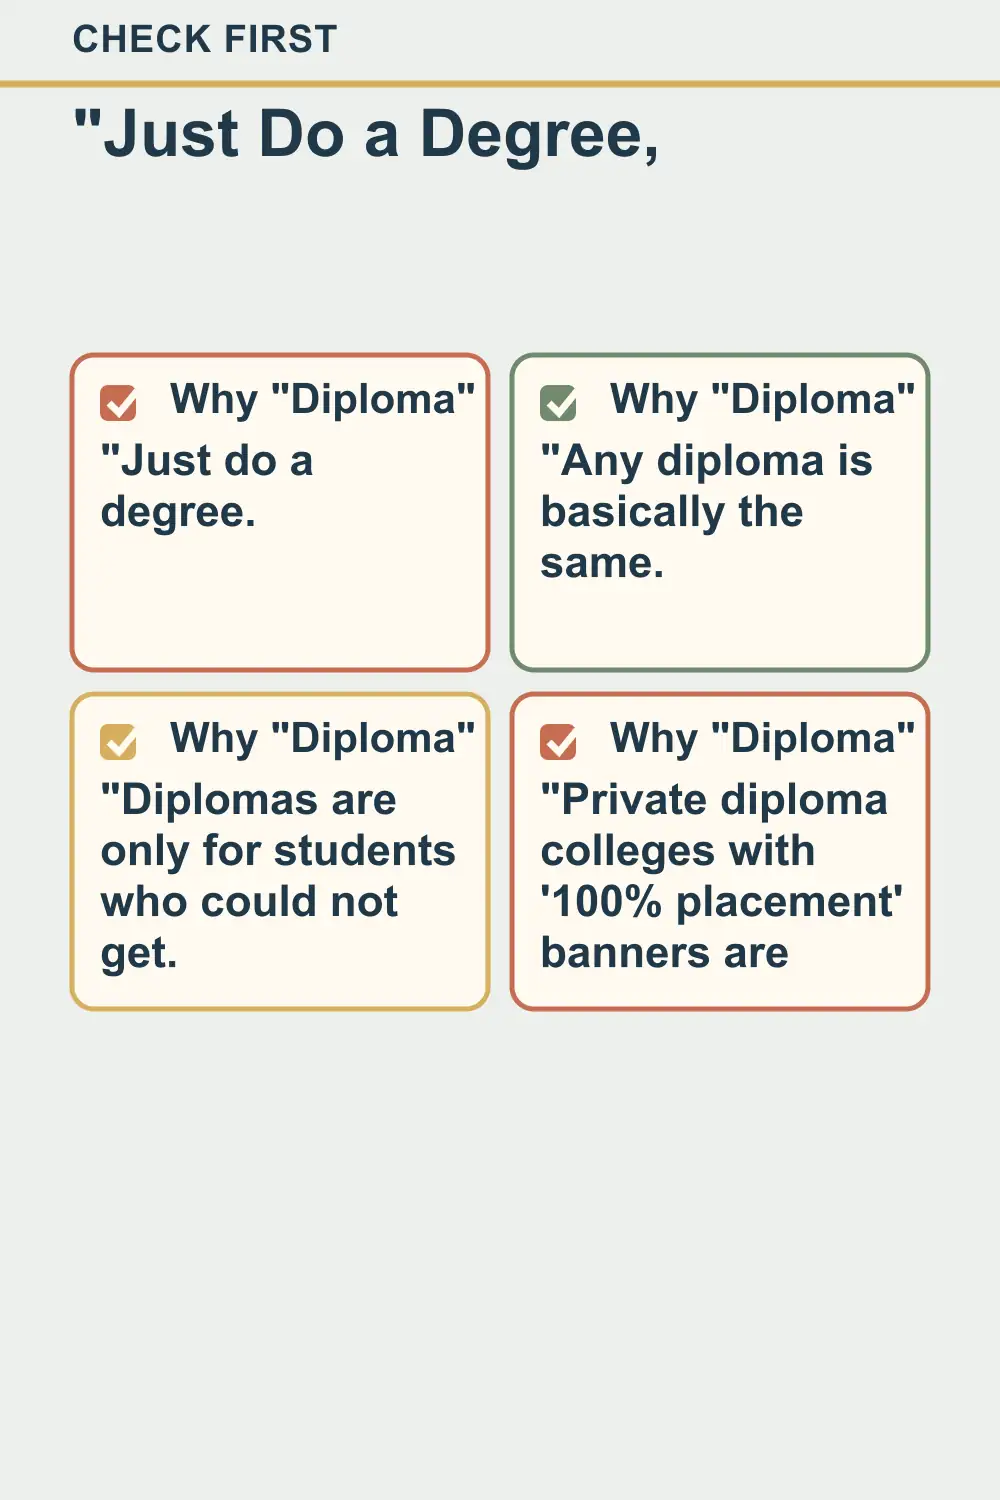 CHECK FIRST
"Just Do a Degree,
Why "Diploma"
"Just do a
degree.
Why "Diploma"
"Any diploma is
basically the
same.
Why "Diploma"
"Diplomas are
only for students
who could not
get.
Why "Diploma"
"Private diploma
colleges with
'100% placement'
banners are